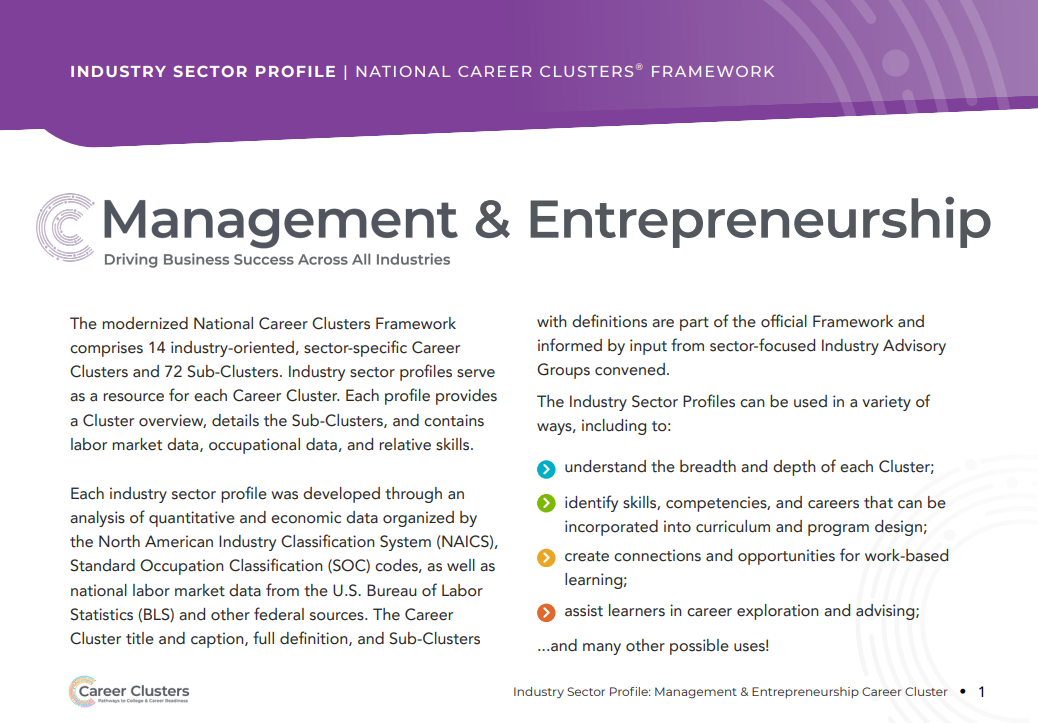 INDUSTRY SECTOR PROFILE | NATIONAL CAREER CLUSTERS® FRAMEWORK
Management & Entrepreneurship
Driving Business Success Across All Industries
The modernized National Career Clusters Framework
comprises 14 industry-oriented, sector-specific Career
Clusters and 72 Sub-Clusters. Industry sector profiles serve
as a resource for each Career Cluster. Each profile provides
a Cluster overview, details the Sub-Clusters, and contains
labor market data, occupational data, and relative skills.
Each industry sector profile was developed through an
analysis of quantitative and economic data organized by
the North American Industry Classification System (NAICS),
Standard Occupation Classification (SOC) codes, as well as
national labor market data from the U.S. Bureau of Labor
Statistics (BLS) and other federal sources. The Career
Cluster title and caption, full definition, and Sub-Clusters
with definitions are part of the official Framework and
informed by input from sector-focused Industry Advisory
Groups convened.
The Industry Sector Profiles can be used in a variety of
ways, including to:
understand the breadth and depth of each Cluster;
identify skills, competencies, and careers that can be
incorporated into curriculum and program design;
create connections and opportunities for work-based
learning;
assist learners in career exploration and advising;
...and many other possible uses!
Career Clusters
Pathways to College & Career Readiness
Industry Sector Profile: Management & Entrepreneurship Career Cluster • 1